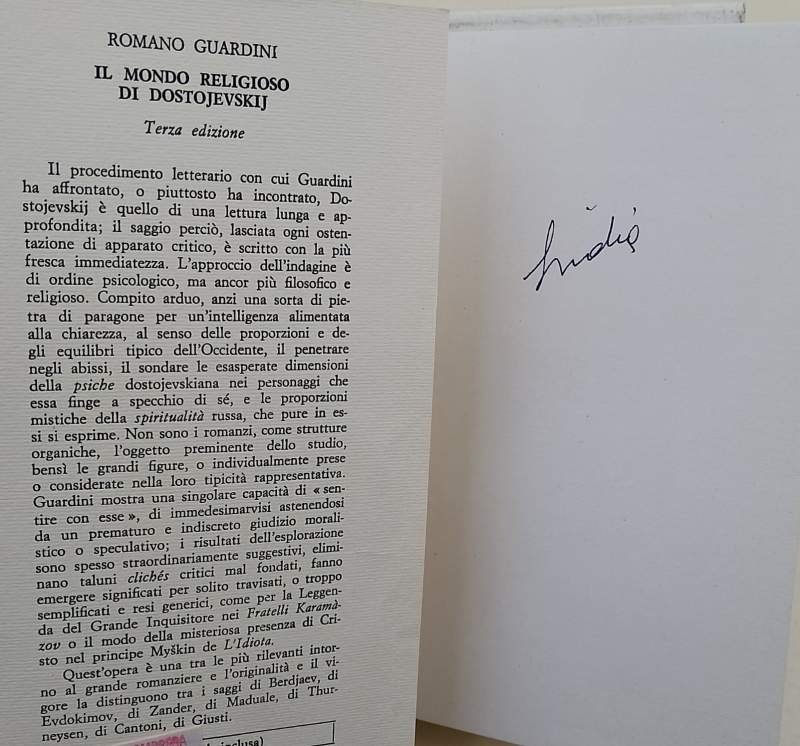 ROMANO GUARDINI
IL MONDO RELIGIOSO
DI DOSTOJEVSKIJ
Terza edizione
Il procedimento letterario con cui Guardini
ha affrontato, o piuttosto ha incontrato, Do-
stojevskij è quello di una lettura lunga e ap-
profondita; il saggio perciò, lasciata ogni osten-
tazione di apparato critico, è scritto con la più
fresca immediatezza. L'approccio dell'indagine è
di ordine psicologico, ma ancor più filosofico e
religioso. Compito arduo, anzi una sorta di pie-
tra di paragone per un'intelligenza alimentata
alla chiarezza, al senso delle proporzioni e de-
gli equilibri tipico dell'Occidente, il penetrare
negli abissi, il sondare le esasperate dimensioni
della psiche dostojevskiana nei personaggi che
essa finge a specchio di sé, e le proporzioni
mistiche della spiritualità russa, che pure in es-
si si esprime. Non sono i romanzi, come strutture
organiche, l'oggetto preminente dello studio,
bensì le grandi figure, o individualmente prese
o considerate nella loro tipicità rappresentativa.
Guardini mostra una singolare capacità di « sen-
tire con esse », di immedesimarvisi astenendosi
da un prematuro e indiscreto giudizio morali-
stico o speculativo; i risultati dell'esplorazione
sono spesso straordinariamente suggestivi, elimi-
nano taluni clichés critici mal fondati, fanno
emergere significati per solito travisati, o troppo
semplificati e resi generici, come per la Leggen-
da del Grande Inquisitore nei Fratelli Karamà-
zov o il modo della misteriosa presenza di Cri-
sto nel principe Myškin de L'Idiota.
Quest'opera è una tra le più rilevanti intor-
no al grande romanziere e l'originalità e il vi-
gore la distinguono tra i saggi di Berdjaev, di
Evdokimov, di Zander, di Maduale, di Thur-
neysen, di Cantoni, di Giusti.
inclusa)